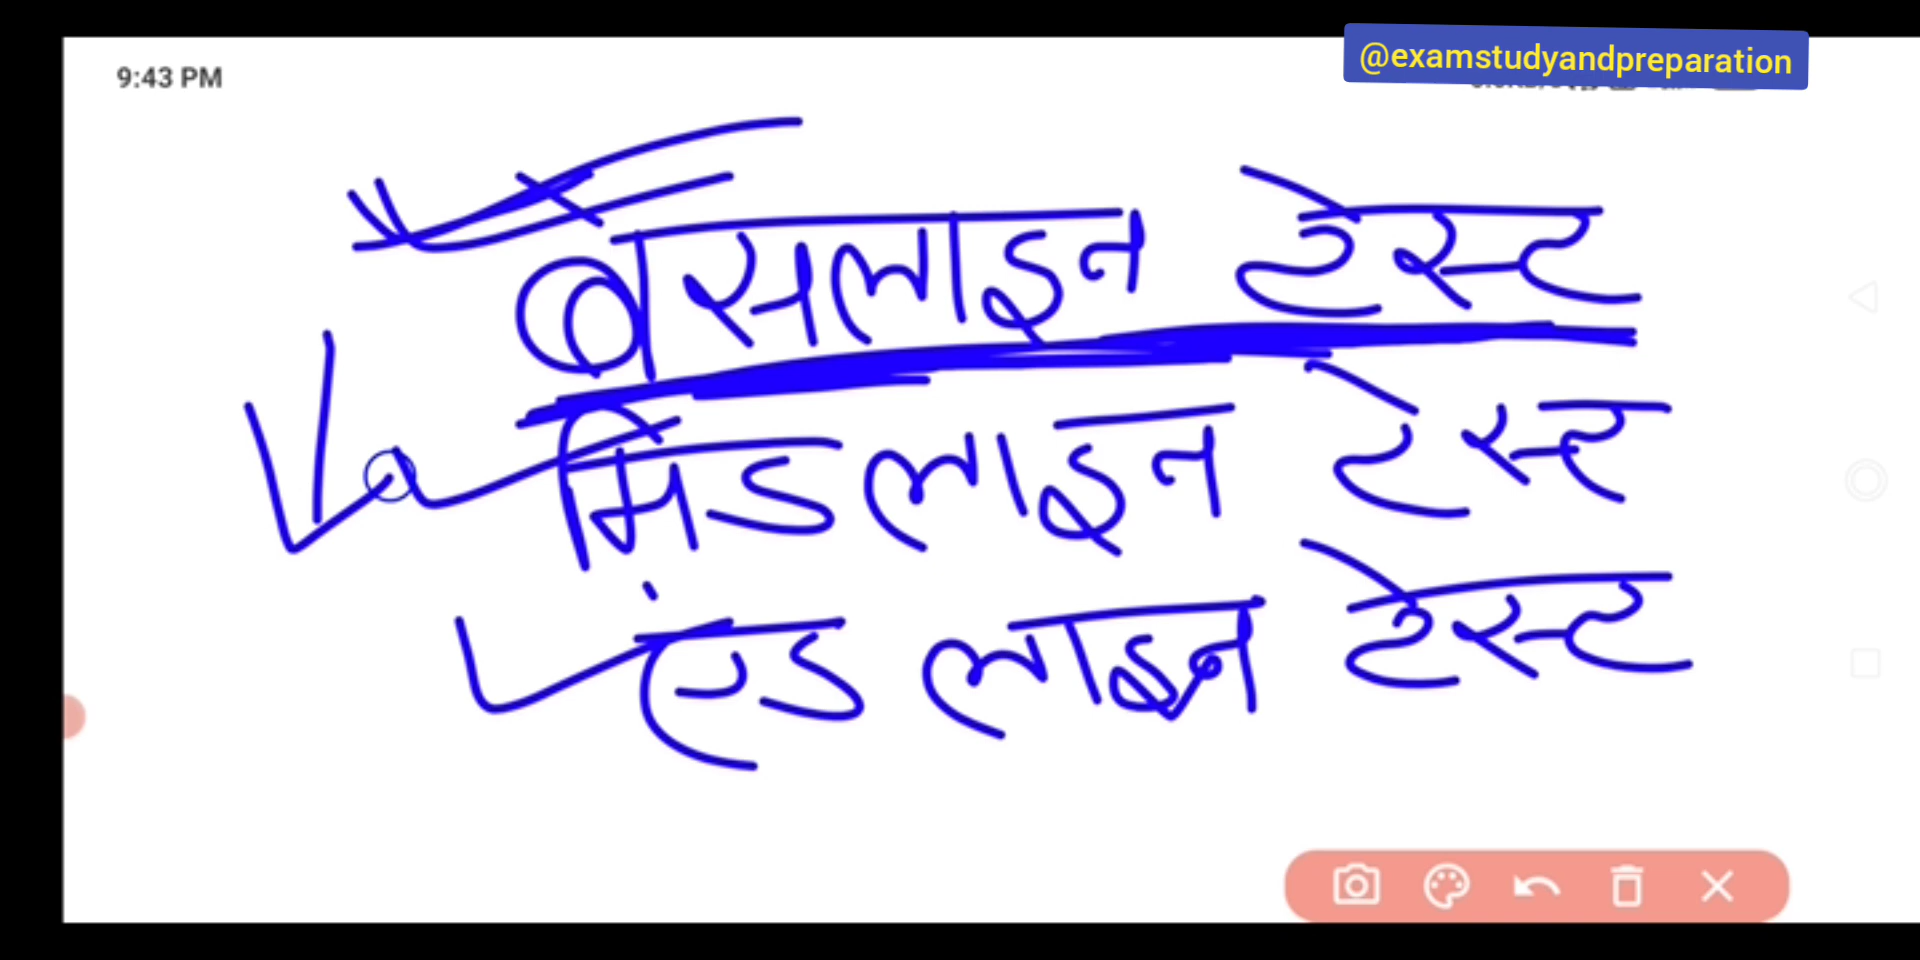 @examstudyandpreparation
9:43 PM
बेसलाइन टेस्ट
मिडलाइन टेस्ट
एंड लाइन टेस्ट